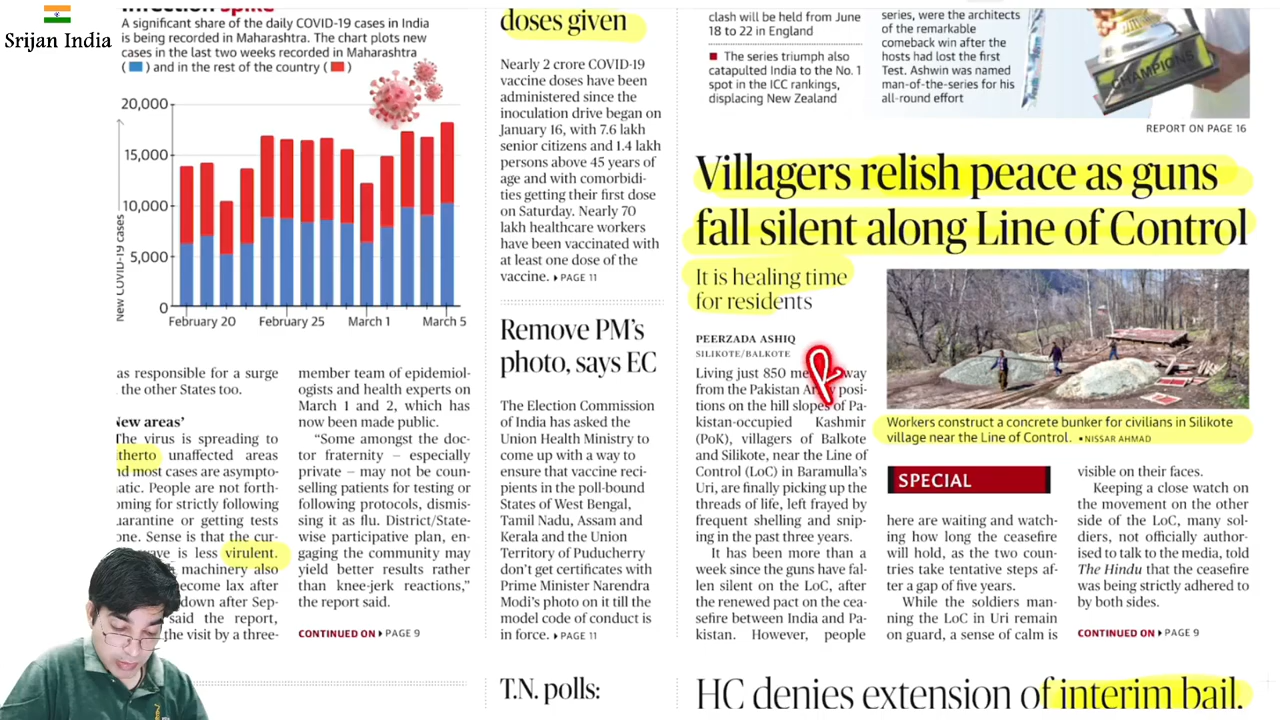 Srijan India
Infection spike
A significant share of the daily COVID-19 cases in India
is being recorded in Maharashtra. The chart plots new
cases in the last two weeks recorded in Maharashtra
( ) and in the rest of the country ( )
New COVID-19 cases
20,000
15,000
10,000
5,000
0
February 20
February 25
March 1
March 5
as responsible for a surge
the other States too.
New areas'
The virus is spreading to
itherto unaffected areas
nd most cases are asympto-
atic. People are not forth-
oming for strictly following
uarantine or getting tests
one. Sense is that the cur-
is less virulent.
machinery also
become lax after
down after Sep-
said the report,
the visit by a three-
member team of epidemiol-
ogists and health experts on
March 1 and 2, which has
now been made public.
“Some amongst the doc-
tor fraternity – especially
private – may not be coun-
selling patients for testing or
following protocols, dismis-
sing it as flu. District/State-
wise participative plan, en-
gaging the community may
yield better results rather
than knee-jerk reactions,”
the report said.
CONTINUED ON PAGE 9
doses given
Nearly 2 crore COVID-19
vaccine doses have been
administered since the
inoculation drive began on
January 16, with 7.6 lakh
senior citizens and 1.4 lakh
persons above 45 years of
age and with comorbidi-
ties getting their first dose
on Saturday. Nearly 70
lakh healthcare workers
have been vaccinated with
at least one dose of the
vaccine. PAGE 11
Remove PM’s
photo, says EC
The Election Commission
of India has asked the
Union Health Ministry to
come up with a way to
ensure that vaccine reci-
pients in the poll-bound
States of West Bengal,
Tamil Nadu, Assam and
Kerala and the Union
Territory of Puducherry
don’t get certificates with
Prime Minister Narendra
Modi’s photo on it till the
model code of conduct is
in force. PAGE 11
T.N. polls:
clash will be held from June
18 to 22 in England
The series triumph also
catapulted India to the No. 1
spot in the ICC rankings,
displacing New Zealand
series, were the architects
of the remarkable
comeback win after the
hosts had lost the first
Test. Ashwin was named
man-of-the-series for his
all-round effort
CHAMPIONS
REPORT ON PAGE 16
Villagers relish peace as guns
fall silent along Line of Control
It is healing time
for residents
PEERZADA ASHIQ
SILIKOTE/BALKOTE
Living just 850 way
from the Pakistan posi-
tions on the hill slopes of Pa-
kistan-occupied Kashmir
(PoK), villagers of Balkote
and Silikote, near the Line of
Control (LoC) in Baramulla’s
Uri, are finally picking up the
threads of life, left frayed by
frequent shelling and snip-
ing in the past three years.
It has been more than a
week since the guns have fal-
len silent on the LoC, after
the renewed pact on the cea-
sefire between India and Pa-
kistan. However, people
Workers construct a concrete bunker for civilians in Silikote
village near the Line of Control. • NISSAR AHMAD
SPECIAL
here are waiting and watch-
ing how long the ceasefire
will hold, as the two coun-
tries take tentative steps af-
ter a gap of five years.
While the soldiers man-
ning the LoC in Uri remain
on guard, a sense of calm is
visible on their faces.
Keeping a close watch on
the movement on the other
side of the LoC, many sol-
diers, not officially author-
ised to talk to the media, told
The Hindu that the ceasefire
was being strictly adhered to
by both sides.
CONTINUED ON PAGE 9
HC denies extension of interim bail,